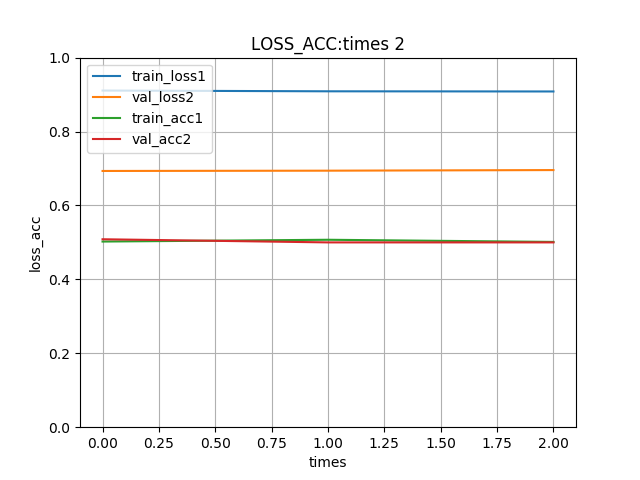 LOSS_ACC:times 2
1.0
0.8
0.6
0.4
0.2
0.0
loss_acc
train_loss1
val_loss2
train_acc1
val_acc2
0.00 0.25 0.50 0.75 1.00 1.25 1.50 1.75 2.00
times